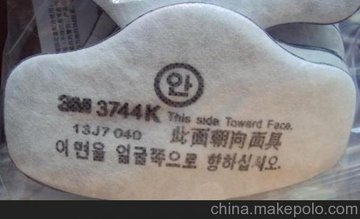 안
3M 3744K This side Toward Face.
13J7 040 此面朝向面具
이면을 얼굴쪽으로 향하십시오.
china.makepolo.com